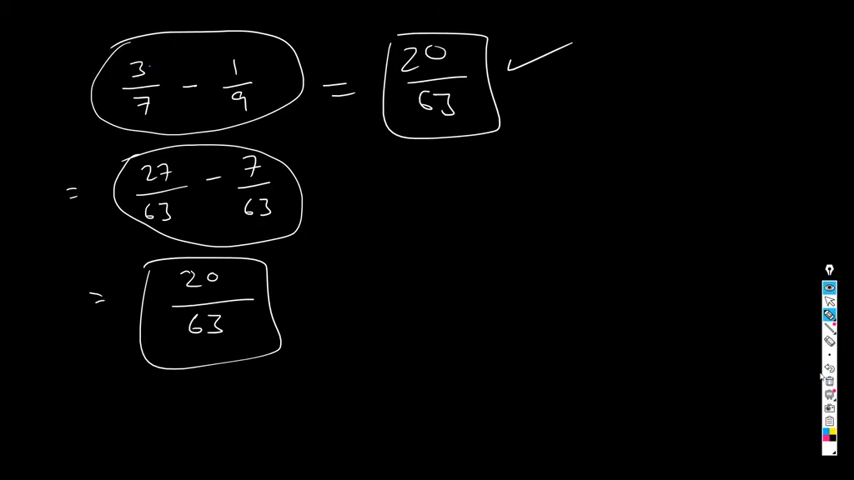 3/7 - 1/9 = 20/63 ✓
= 27/63 - 7/63
= 20/63